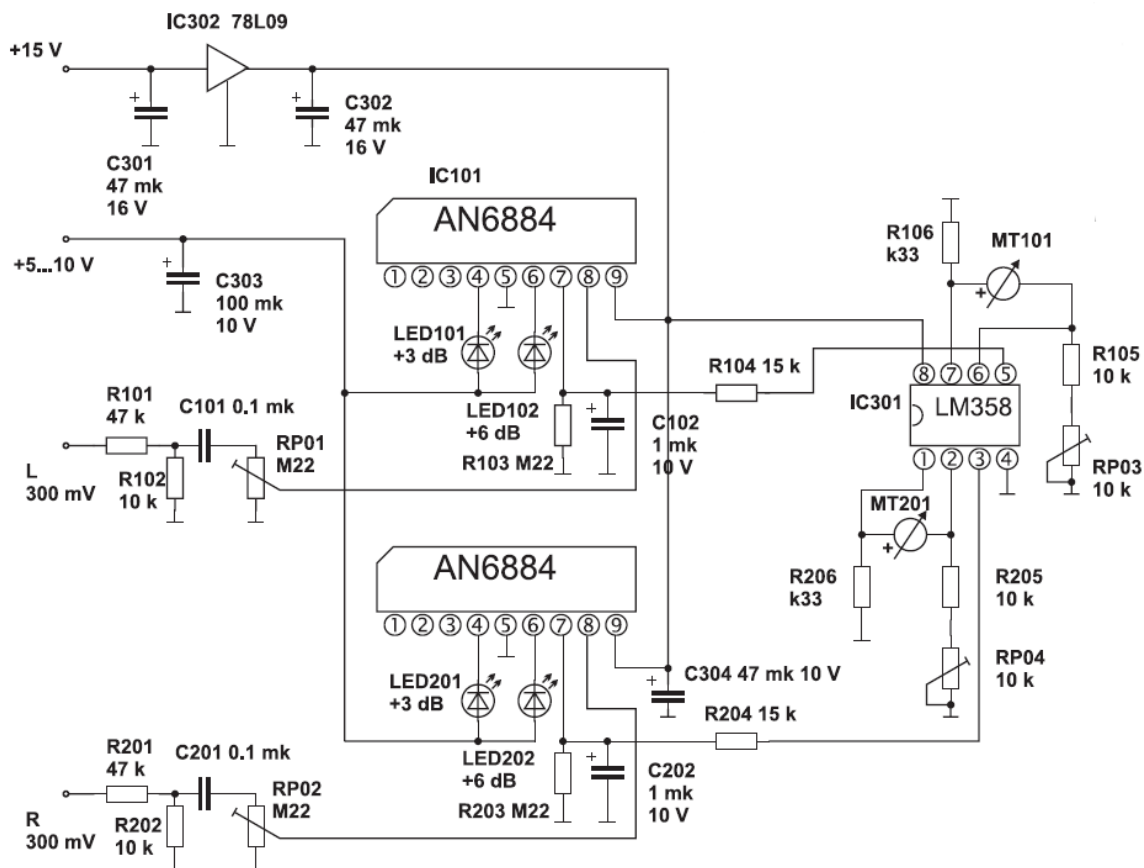 IC302 78L09
+15 V
C302
47 mk
16 V
C301
47 mk
16 V
IC101
AN6884
1 2 3 4 5 6 7 8 9
+5...10 V
C303
100 mk
10 V
LED101
+3 dB
LED102
+6 dB
R103 M22
C102
1 mk
10 V
R104 15 k
R106
k33
MT101
+
R105
10 k
8 7 6 5
IC301
LM358
1 2 3 4
RP03
10 k
MT201
+
R206
k33
R205
10 k
RP04
10 k
R101
47 k
C101 0.1 mk
RP01
M22
L
300 mV
R102
10 k
AN6884
1 2 3 4 5 6 7 8 9
LED201
+3 dB
LED202
+6 dB
R203 M22
C304 47 mk 10 V
R204 15 k
C202
1 mk
10 V
R201
47 k
C201 0.1 mk
RP02
M22
R
300 mV
R202
10 k